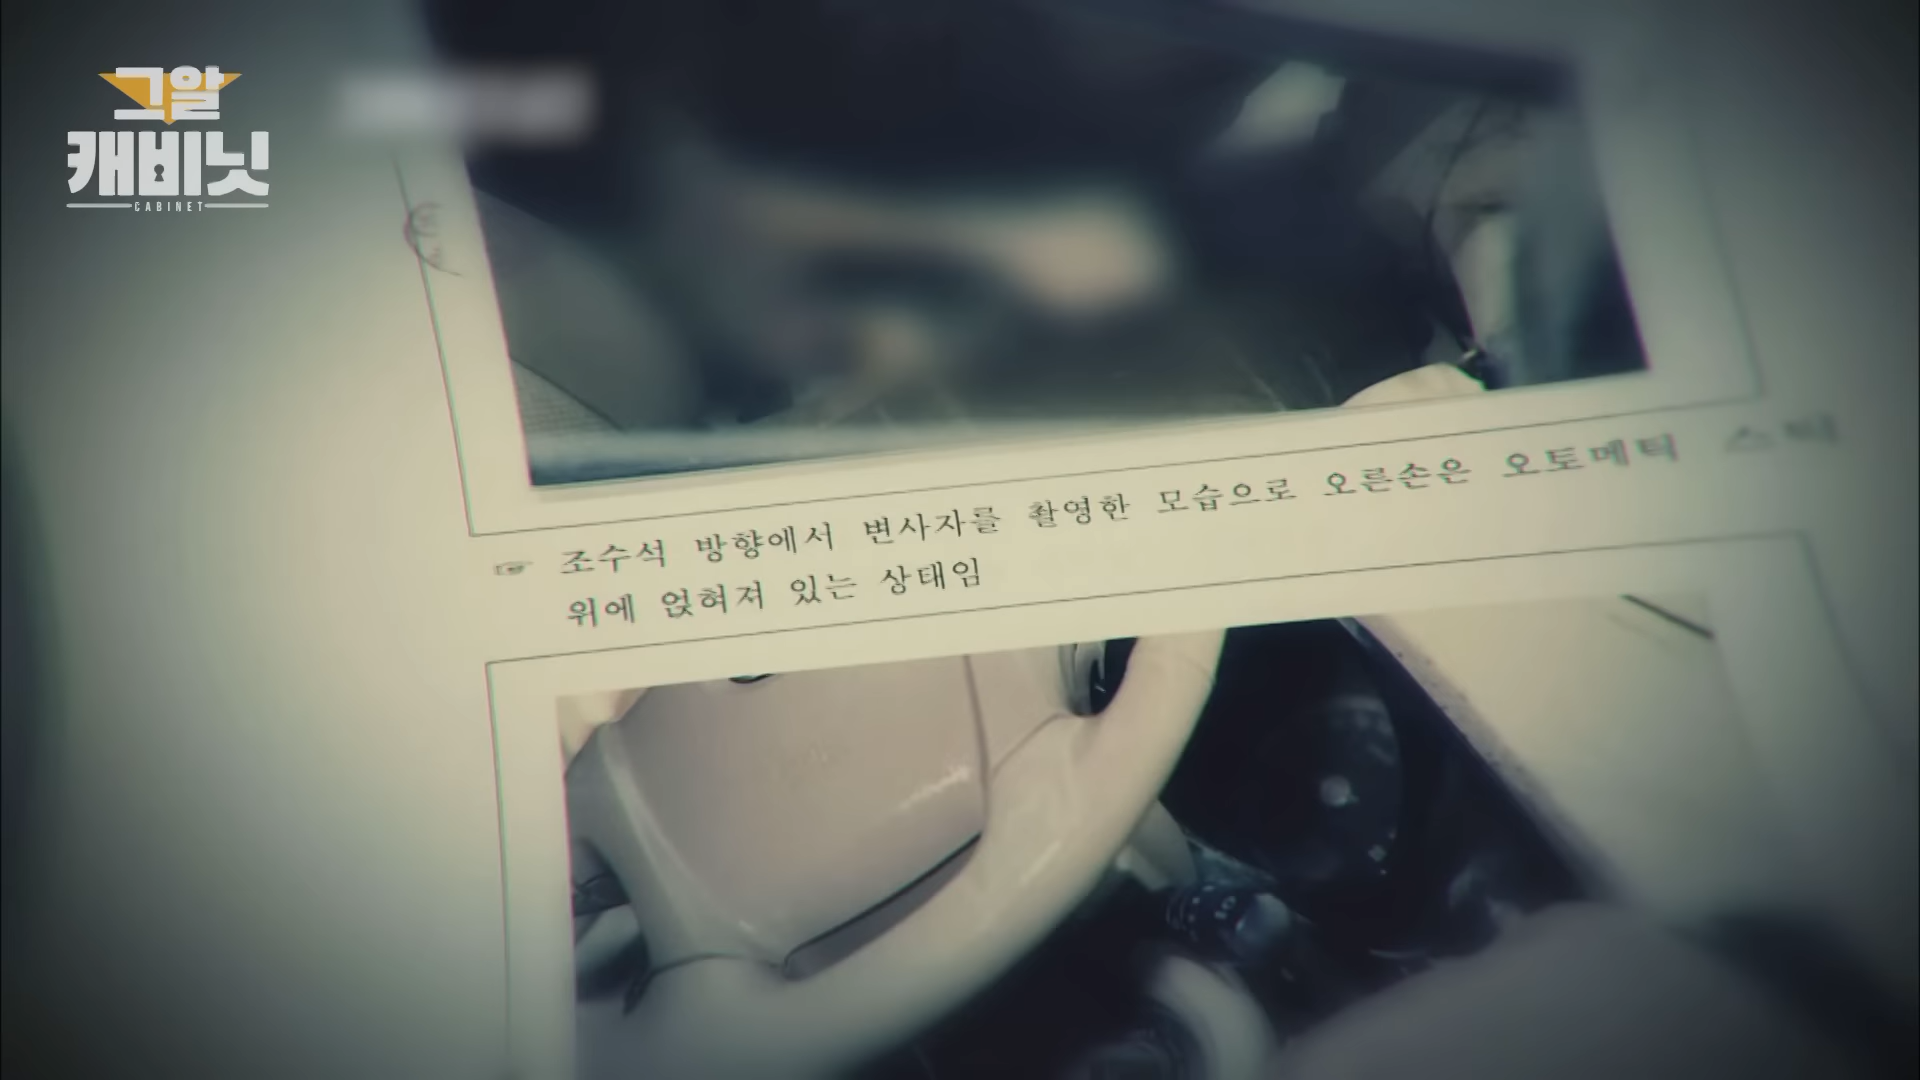 그알
캐비닛
CABINET
☞ 조수석 방향에서 변사자를 촬영한 모습으로 오른손은 오토메틱
위에 얹혀져 있는 상태임